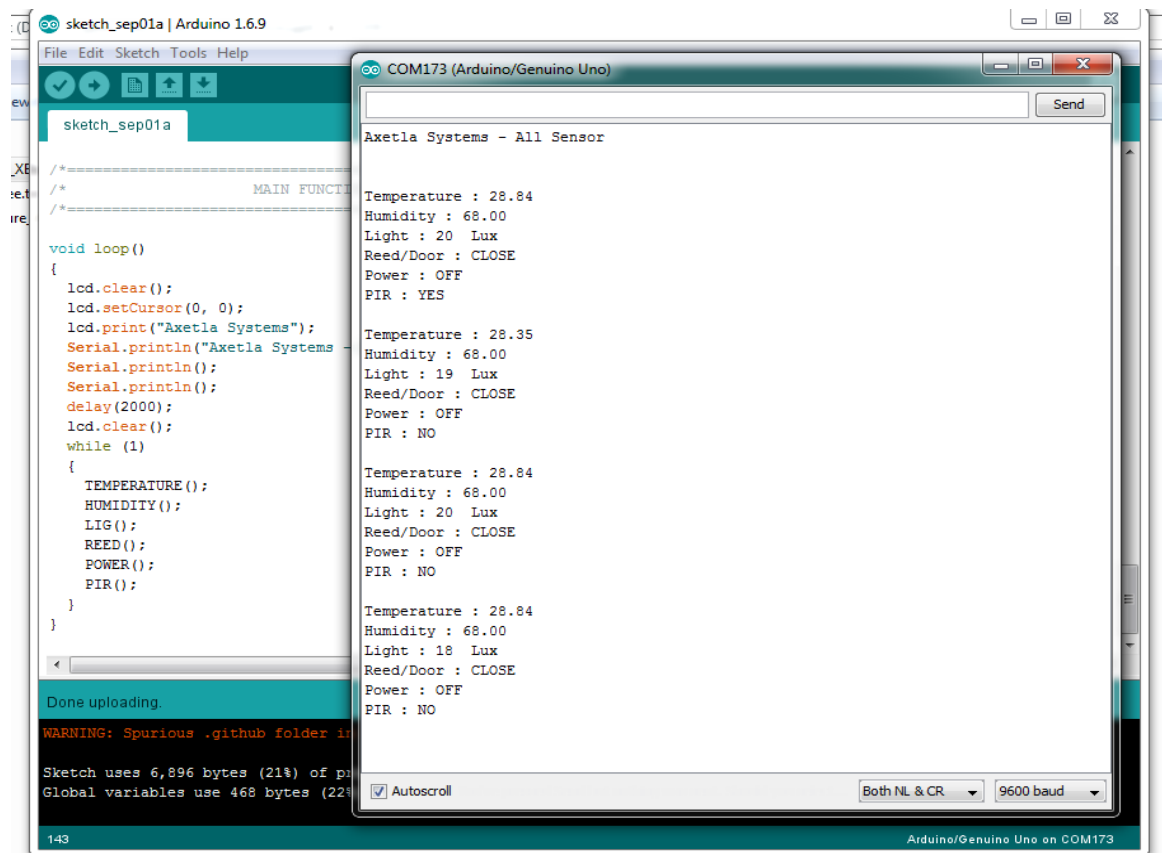 sketch_sep01a | Arduino 1.6.9
File Edit Sketch Tools Help
sketch_sep01a
/*==================================
/* MAIN FUNCTI
/*==================================
void loop()
{
lcd.clear();
lcd.setCursor(0, 0);
lcd.print("Axetla Systems");
Serial.println("Axetla Systems -
Serial.println();
Serial.println();
delay(2000);
lcd.clear();
while (1)
{
TEMPERATURE();
HUMIDITY();
LIG();
REED();
POWER();
PIR();
}
}
Done uploading.
WARNING: Spurious .github folder in
Sketch uses 6,896 bytes (21%) of
Global variables use 468 bytes (22%
143
Arduino/Genuino Uno on COM173
COM173 (Arduino/Genuino Uno)
Send
Axetla Systems - All Sensor
Temperature : 28.84
Humidity : 68.00
Light : 20 Lux
Reed/Door : CLOSE
Power : OFF
PIR : YES
Temperature : 28.35
Humidity : 68.00
Light : 19 Lux
Reed/Door : CLOSE
Power : OFF
PIR : NO
Temperature : 28.84
Humidity : 68.00
Light : 20 Lux
Reed/Door : CLOSE
Power : OFF
PIR : NO
Temperature : 28.84
Humidity : 68.00
Light : 18 Lux
Reed/Door : CLOSE
Power : OFF
PIR : NO
Autoscroll
Both NL & CR
9600 baud